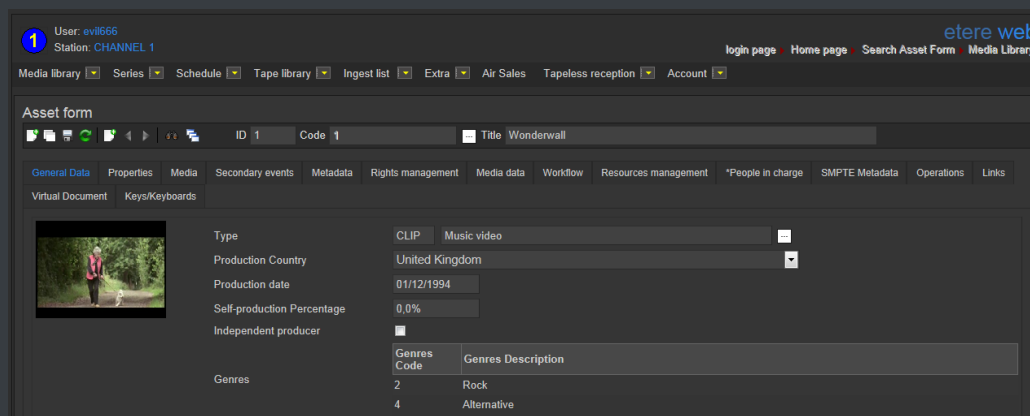 1
User: evil666
Station: CHANNEL 1
etere web
login page Home page Search Asset Form Media Library
Media library Series Schedule Tape library Ingest list Extra Air Sales Tapeless reception Account
Asset form
ID 1 Code 1 ... Title Wonderwall
General Data Properties Media Secondary events Metadata Rights management Media data Workflow Resources management *People in charge SMPTE Metadata Operations Links
Virtual Document Keys/Keyboards
Type CLIP Music video ...
Production Country United Kingdom
Production date 01/12/1994
Self-production Percentage 0,0%
Independent producer
Genres
Genres Code Genres Description
2 Rock
4 Alternative